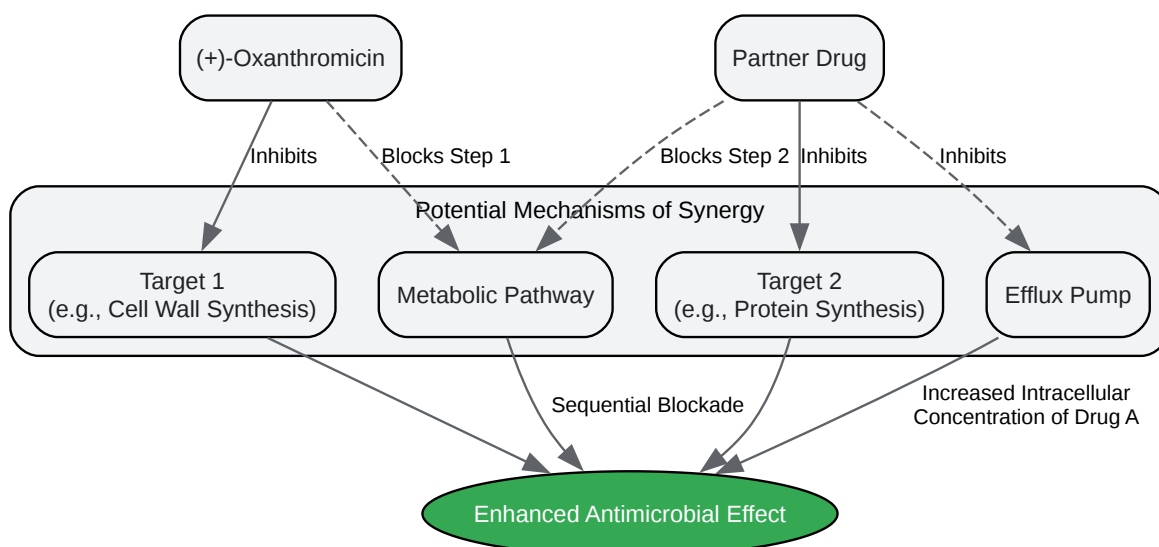 (+)-Oxanthromicin
Partner Drug
Inhibits
Blocks Step 1
Blocks Step 2
Inhibits
Inhibits
Potential Mechanisms of Synergy
Target 1
(e.g., Cell Wall Synthesis)
Metabolic Pathway
Target 2
(e.g., Protein Synthesis)
Efflux Pump
Sequential Blockade
Increased Intracellular
Concentration of Drug A
Enhanced Antimicrobial Effect